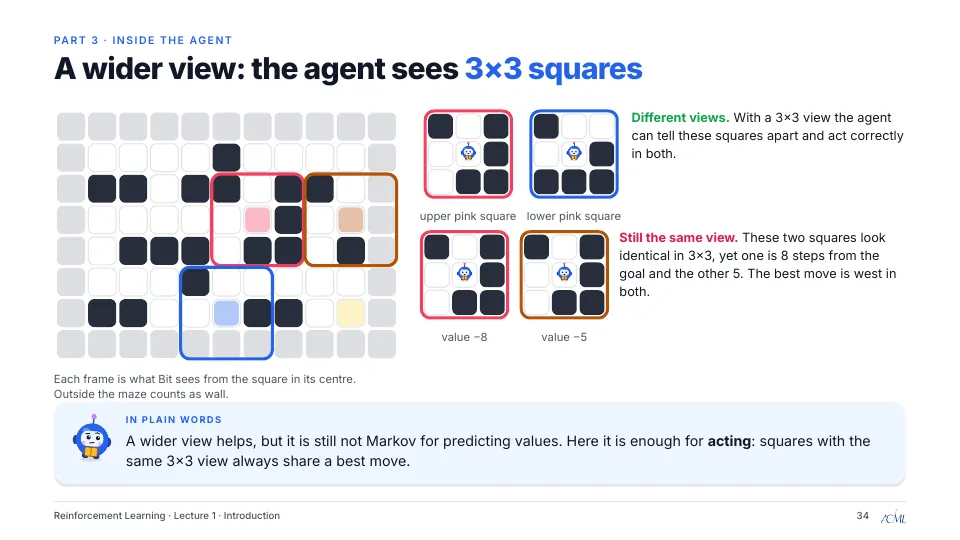 PART 3 · INSIDE THE AGENT
A wider view: the agent sees 3×3 squares
Different views. With a 3×3 view the agent
can tell these squares apart and act correctly
in both.
upper pink square
lower pink square
Still the same view. These two squares look
identical in 3×3, yet one is 8 steps from the
goal and the other 5. The best move is west in
both.
value −8
value −5
Each frame is what Bit sees from the square in its centre.
Outside the maze counts as wall.
IN PLAIN WORDS
A wider view helps, but it is still not Markov for predicting values. Here it is enough for acting: squares with the
same 3×3 view always share a best move.
Reinforcement Learning · Lecture 1 · Introduction
34